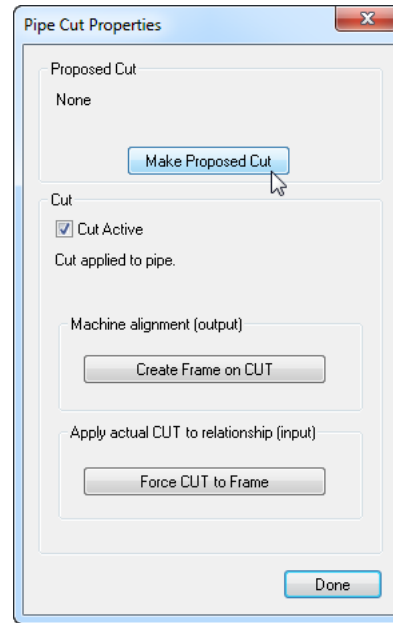 Pipe Cut Properties
Proposed Cut
None
Make Proposed Cut
Cut
Cut Active
Cut applied to pipe.
Machine alignment (output)
Create Frame on CUT
Apply actual CUT to relationship (input)
Force CUT to Frame
Done